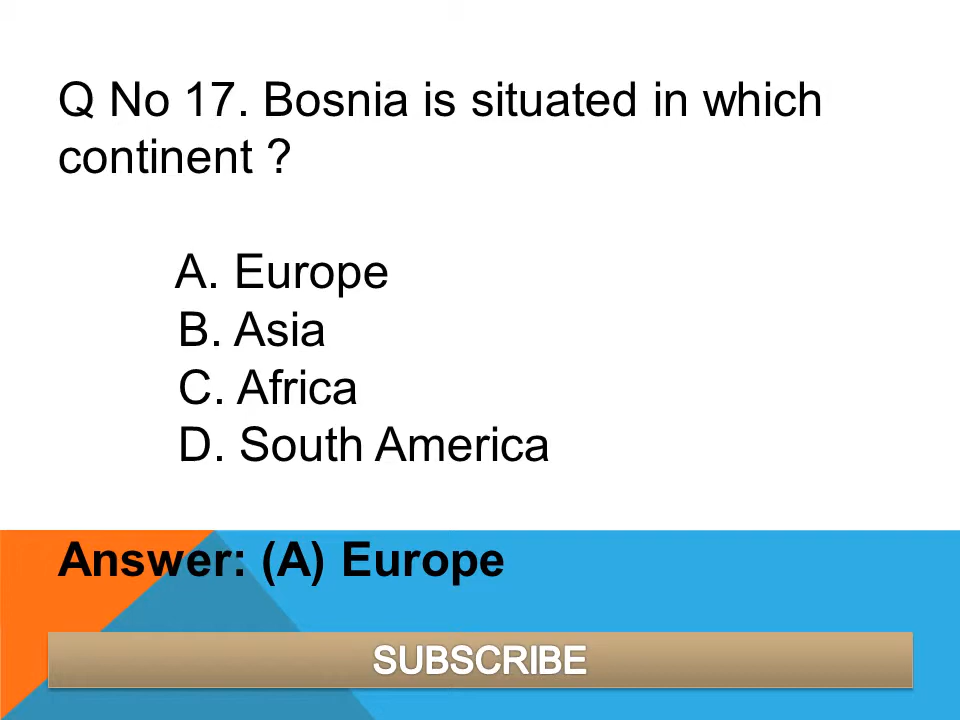 Q No 17. Bosnia is situated in which
continent ?
A. Europe
B. Asia
C. Africa
D. South America
Answer: (A) Europe
SUBSCRIBE